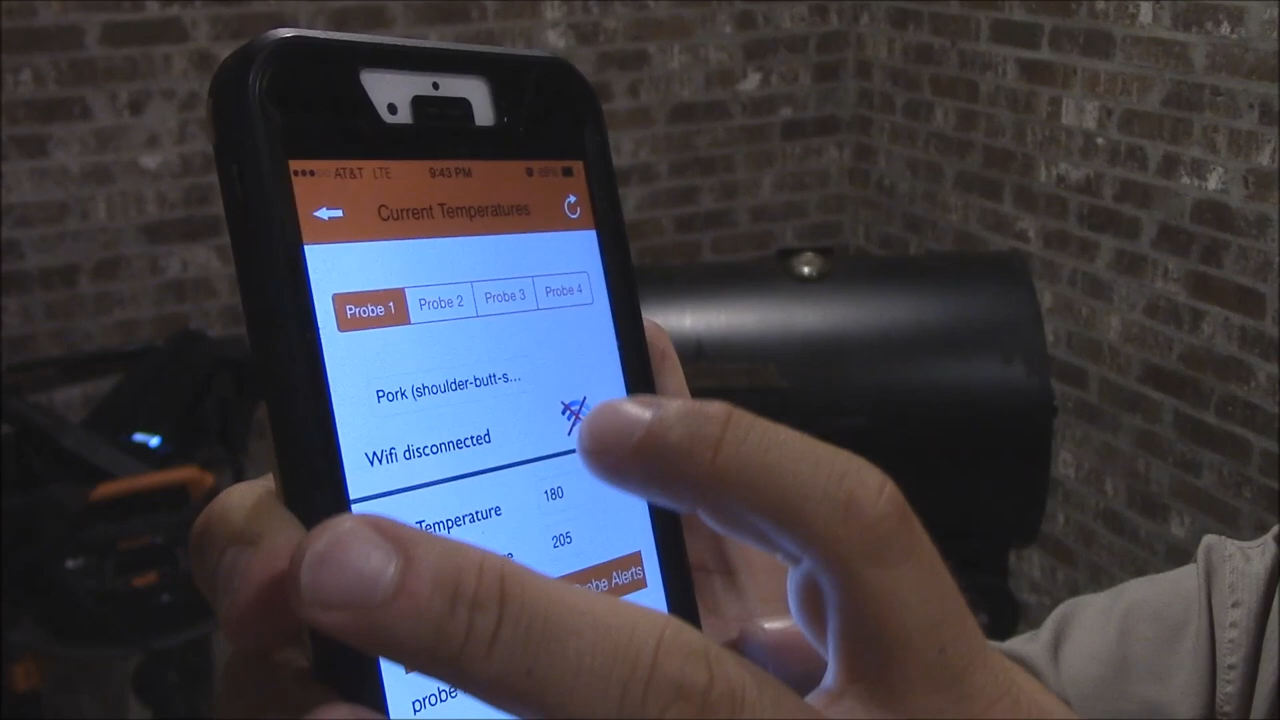 AT&T LTE 9:43 PM
Current Temperatures
Probe 1 Probe 2 Probe 3 Probe 4
Pork (shoulder-butt-s...
Wifi disconnected
Temperature 180
205
Alerts
probe